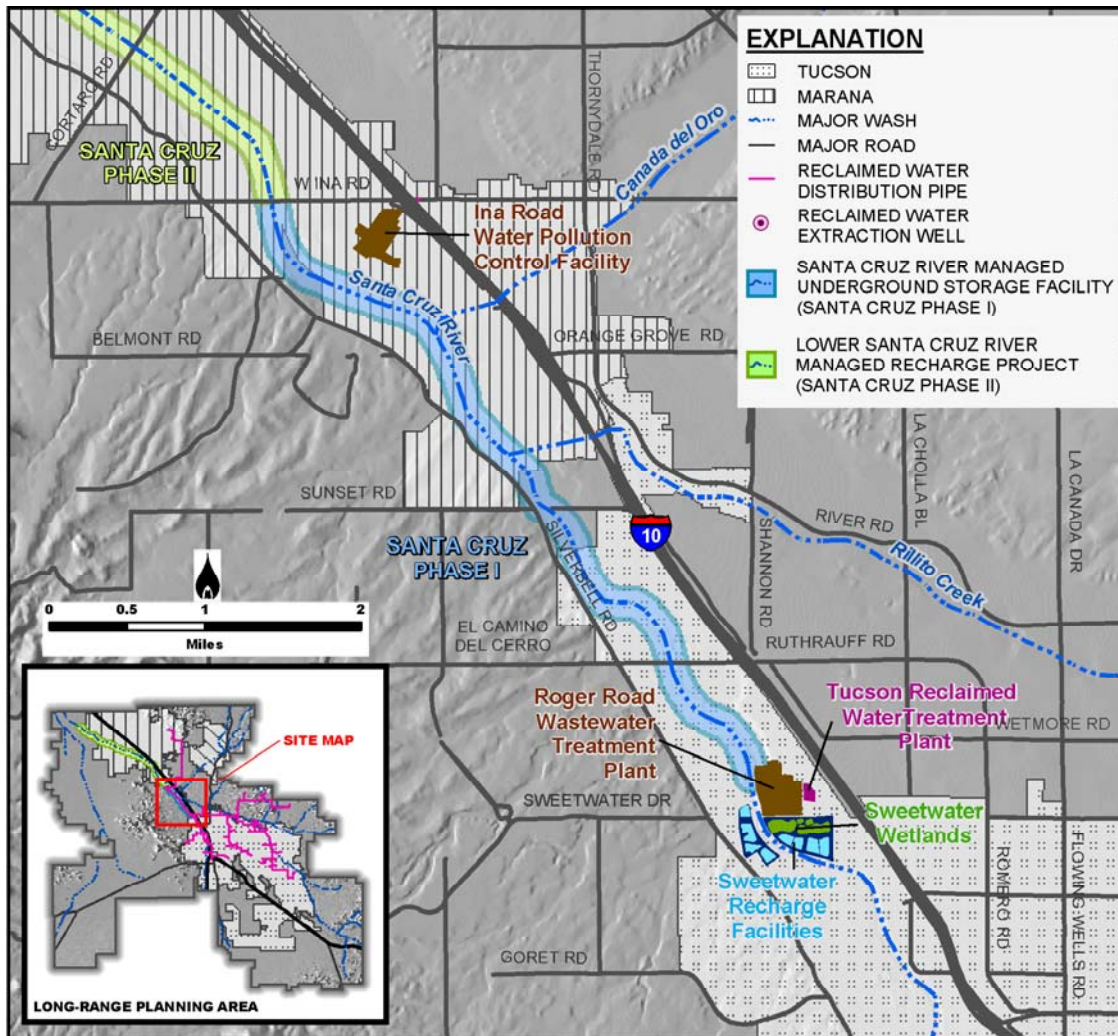 EXPLANATION
TUCSON
MARANA
MAJOR WASH
MAJOR ROAD
RECLAIMED WATER
DISTRIBUTION PIPE
RECLAIMED WATER
EXTRACTION WELL
SANTA CRUZ RIVER MANAGED
UNDERGROUND STORAGE FACILITY
(SANTA CRUZ PHASE I)
LOWER SANTA CRUZ RIVER
MANAGED RECHARGE PROJECT
(SANTA CRUZ PHASE II)
ORTARO RD
THORNYDALE RD
Canada del Oro
SANTA CRUZ
PHASE II
W INA RD
Ina Road
Water Pollution
Control Facility
Santa Cruz River
BELMONT RD
ORANGE GROVE RD
LA CHOLLA BL
LA CANADA DR
SUNSET RD
10
SHANNON RD
RIVER RD
Rillito Creek
SANTA CRUZ
PHASE I
SILVERBELL RD
0 0.5 1 2
Miles
EL CAMINO
DEL CERRO
RUTHRAUFF RD
Roger Road
Wastewater
Treatment
Plant
Tucson Reclaimed
WaterTreatment
Plant
WETMORE RD
SITE MAP
SWEETWATER DR
Sweetwater
Wetlands
Sweetwater
Recharge
Facilities
ROMERO RD
FLOWING-WELLS RD.
GORET RD
LONG-RANGE PLANNING AREA